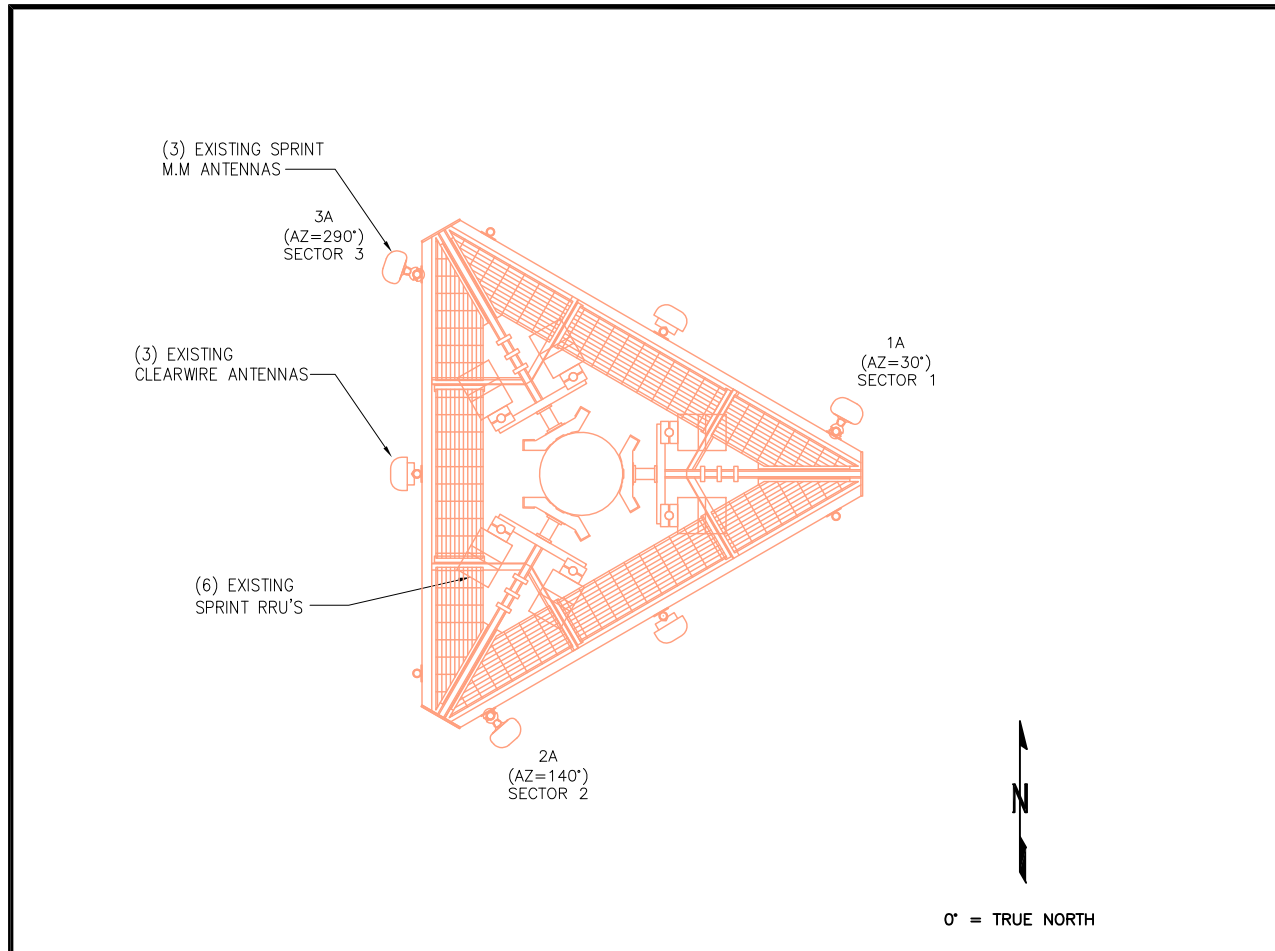 (3) EXISTING SPRINT
M.M ANTENNAS
3A
(AZ=290°)
SECTOR 3
1A
(AZ=30°)
SECTOR 1
(3) EXISTING
CLEARWIRE ANTENNAS
(6) EXISTING
SPRINT RRU'S
2A
(AZ=140°)
SECTOR 2
N
0° = TRUE NORTH